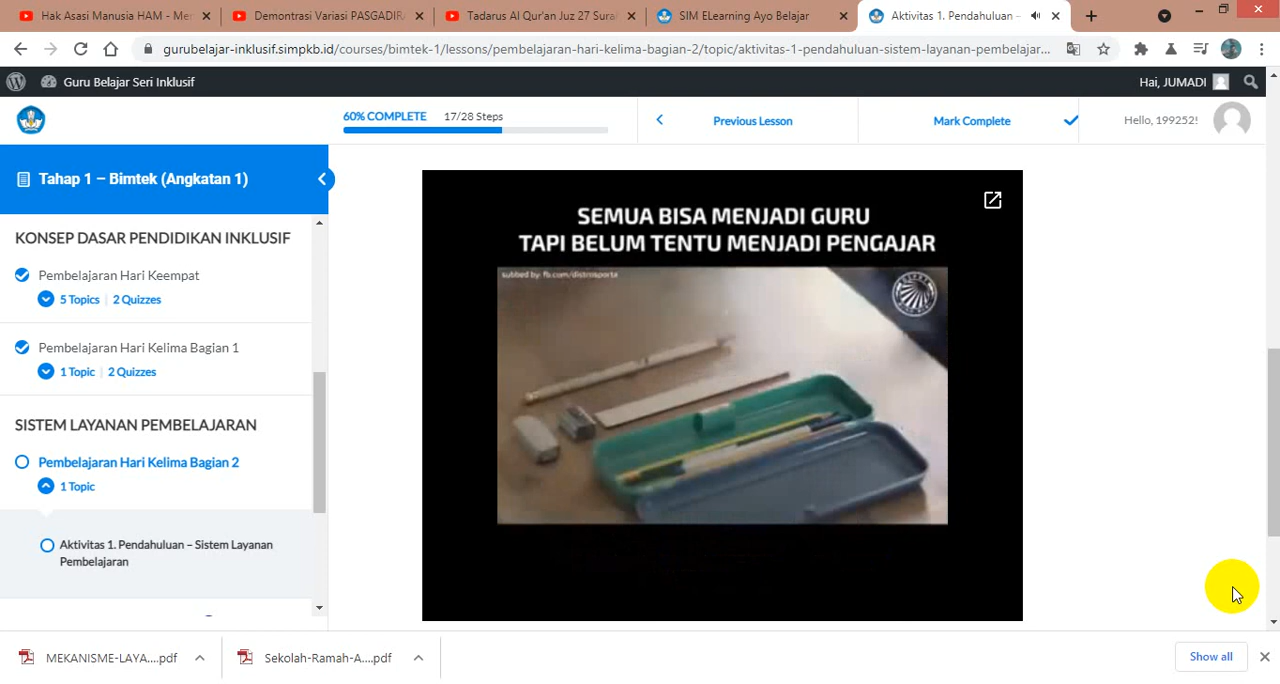 Hak Asasi Manusia HAM - Me
Demontrasi Variasi PASGADIR
Tadarus Al Qur'an Juz 27 Sura
SIM ELearning Ayo Belajar
Aktivitas 1. Pendahuluan –
gurubelajar-inklusif.simpkb.id/courses/bimtek-1/lessons/pembelajaran-hari-kelima-bagian-2/topic/aktivitas-1-pendahuluan-sistem-layanan-pembelajar...
Guru Belajar Seri Inklusif
Hai, JUMADI
60% COMPLETE 17/28 Steps
Previous Lesson
Mark Complete
Hello, 199252!
Tahap 1 – Bimtek (Angkatan 1)
KONSEP DASAR PENDIDIKAN INKLUSIF
Pembelajaran Hari Keempat
5 Topics | 2 Quizzes
Pembelajaran Hari Kelima Bagian 1
1 Topic | 2 Quizzes
SISTEM LAYANAN PEMBELAJARAN
Pembelajaran Hari Kelima Bagian 2
1 Topic
Aktivitas 1. Pendahuluan – Sistem Layanan
Pembelajaran
SEMUA BISA MENJADI GURU
TAPI BELUM TENTU MENJADI PENGAJAR
subbed by: fb.com/distrosporta
MEKANISME-LAYA....pdf
Sekolah-Ramah-A....pdf
Show all